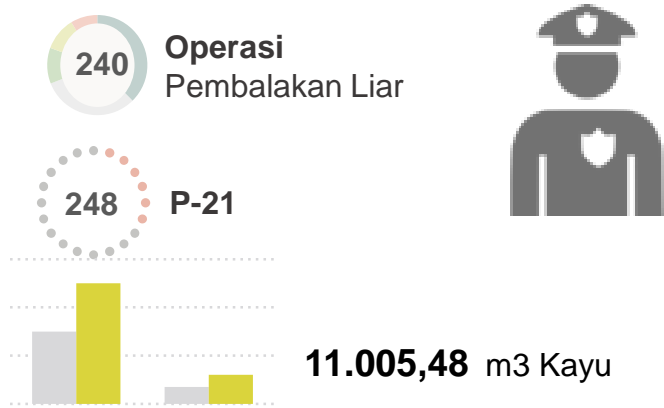 240
Operasi
Pembalakan Liar
248
P-21
11.005,48 m3 Kayu